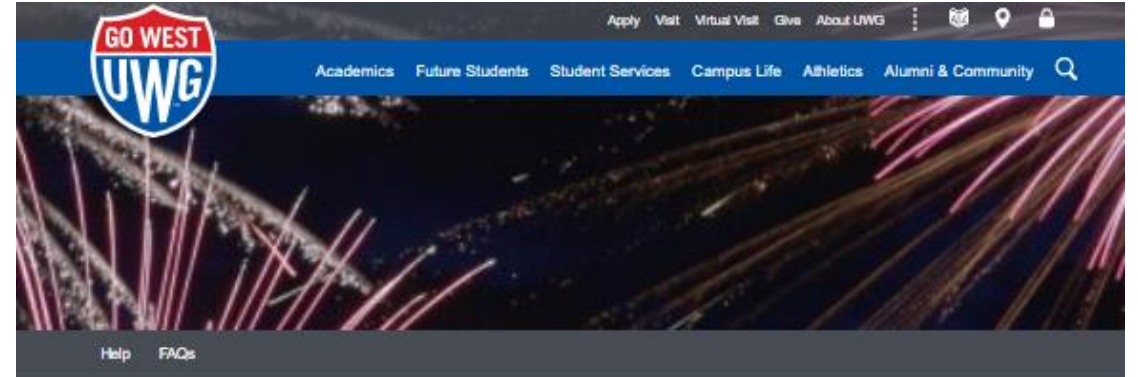 Apply Visit Virtual Visit Give About UWG
GO WEST
UWG
Academics Future Students Student Services Campus Life Athletics Alumni & Community
Help FAQs